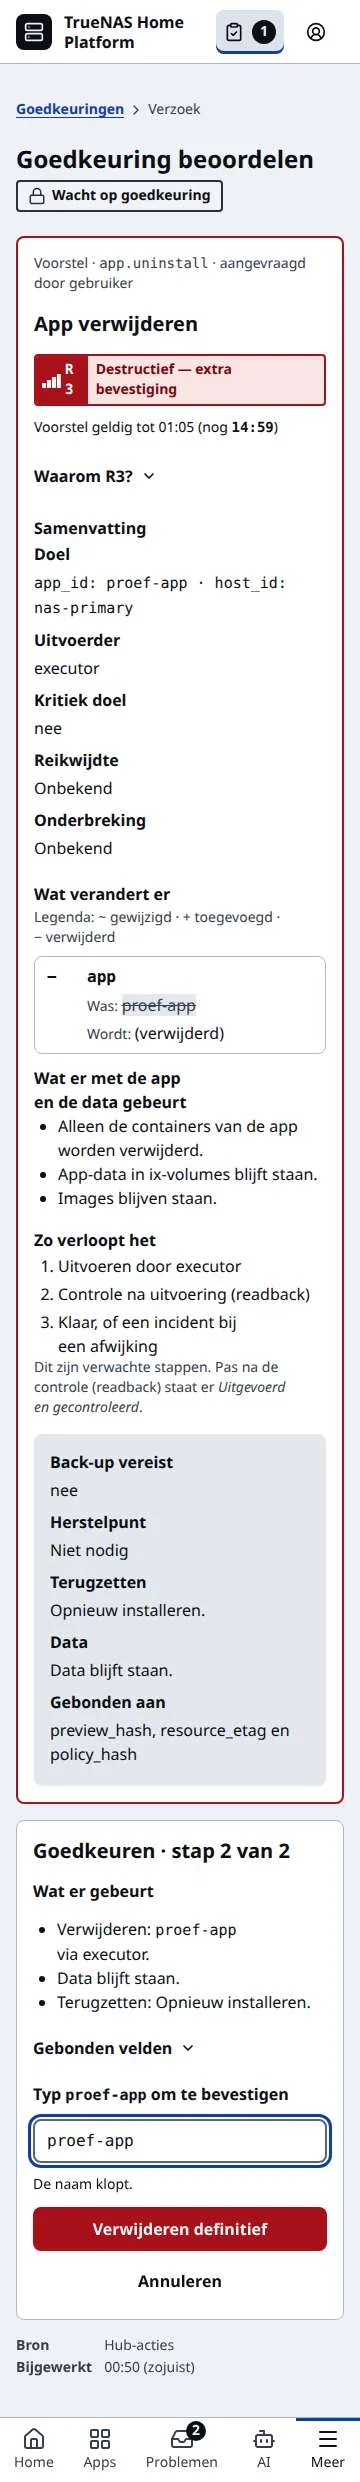 TrueNAS Home
Platform
1
Goedkeuringen > Verzoek
Goedkeuring beoordelen
Wacht op goedkeuring
Voorstel · app.uninstall · aangevraagd
door gebruiker
App verwijderen
R
3
Destructief — extra
bevestiging
Voorstel geldig tot 01:05 (nog 14:59)
Waarom R3?
Samenvatting
Doel
app_id: proef-app · host_id:
nas-primary
Uitvoerder
executor
Kritiek doel
nee
Reikwijdte
Onbekend
Onderbreking
Onbekend
Wat verandert er
Legenda: ~ gewijzigd · + toegevoegd ·
− verwijderd
− app
Was: proef-app
Wordt: (verwijderd)
Wat er met de app
en de data gebeurt
• Alleen de containers van de app
worden verwijderd.
• App-data in ix-volumes blijft staan.
• Images blijven staan.
Zo verloopt het
1. Uitvoeren door executor
2. Controle na uitvoering (readback)
3. Klaar, of een incident bij
een afwijking
Dit zijn verwachte stappen. Pas na de
controle (readback) staat er Uitgevoerd
en gecontroleerd.
Back-up vereist
nee
Herstelpunt
Niet nodig
Terugzetten
Opnieuw installeren.
Data
Data blijft staan.
Gebonden aan
preview_hash, resource_etag en
policy_hash
Goedkeuren · stap 2 van 2
Wat er gebeurt
• Verwijderen: proef-app
via executor.
• Data blijft staan.
• Terugzetten: Opnieuw installeren.
Gebonden velden
Typ proef-app om te bevestigen
proef-app
De naam klopt.
Verwijderen definitief
Annuleren
Bron Hub-acties
Bijgewerkt 00:50 (zojuist)
2
Home Apps Problemen AI Meer